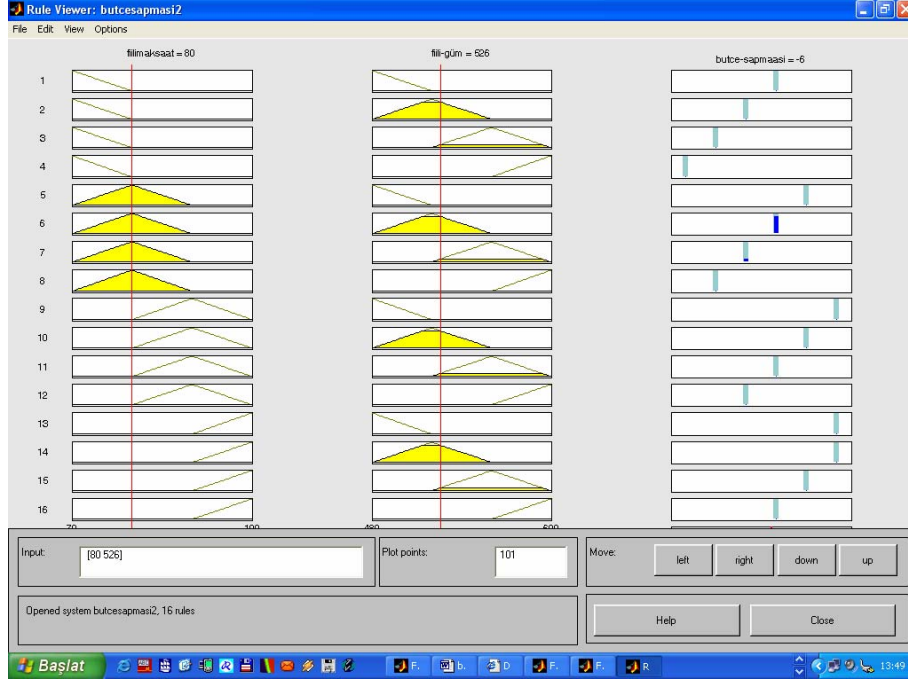 Rule Viewer: butcesapmasi2
File Edit View Options
fiilimaksaat = 80
fiili-güm = 526
butce-sapmaasi = -6
1
2
3
4
5
6
7
8
9
10
11
12
13
14
15
16
70 100 480 600
Input: [80 526]
Plot points: 101
Move: left right down up
Opened system butcesapmasi2, 16 rules
Help Close
Başlat F. b. D F. F. R 13:49